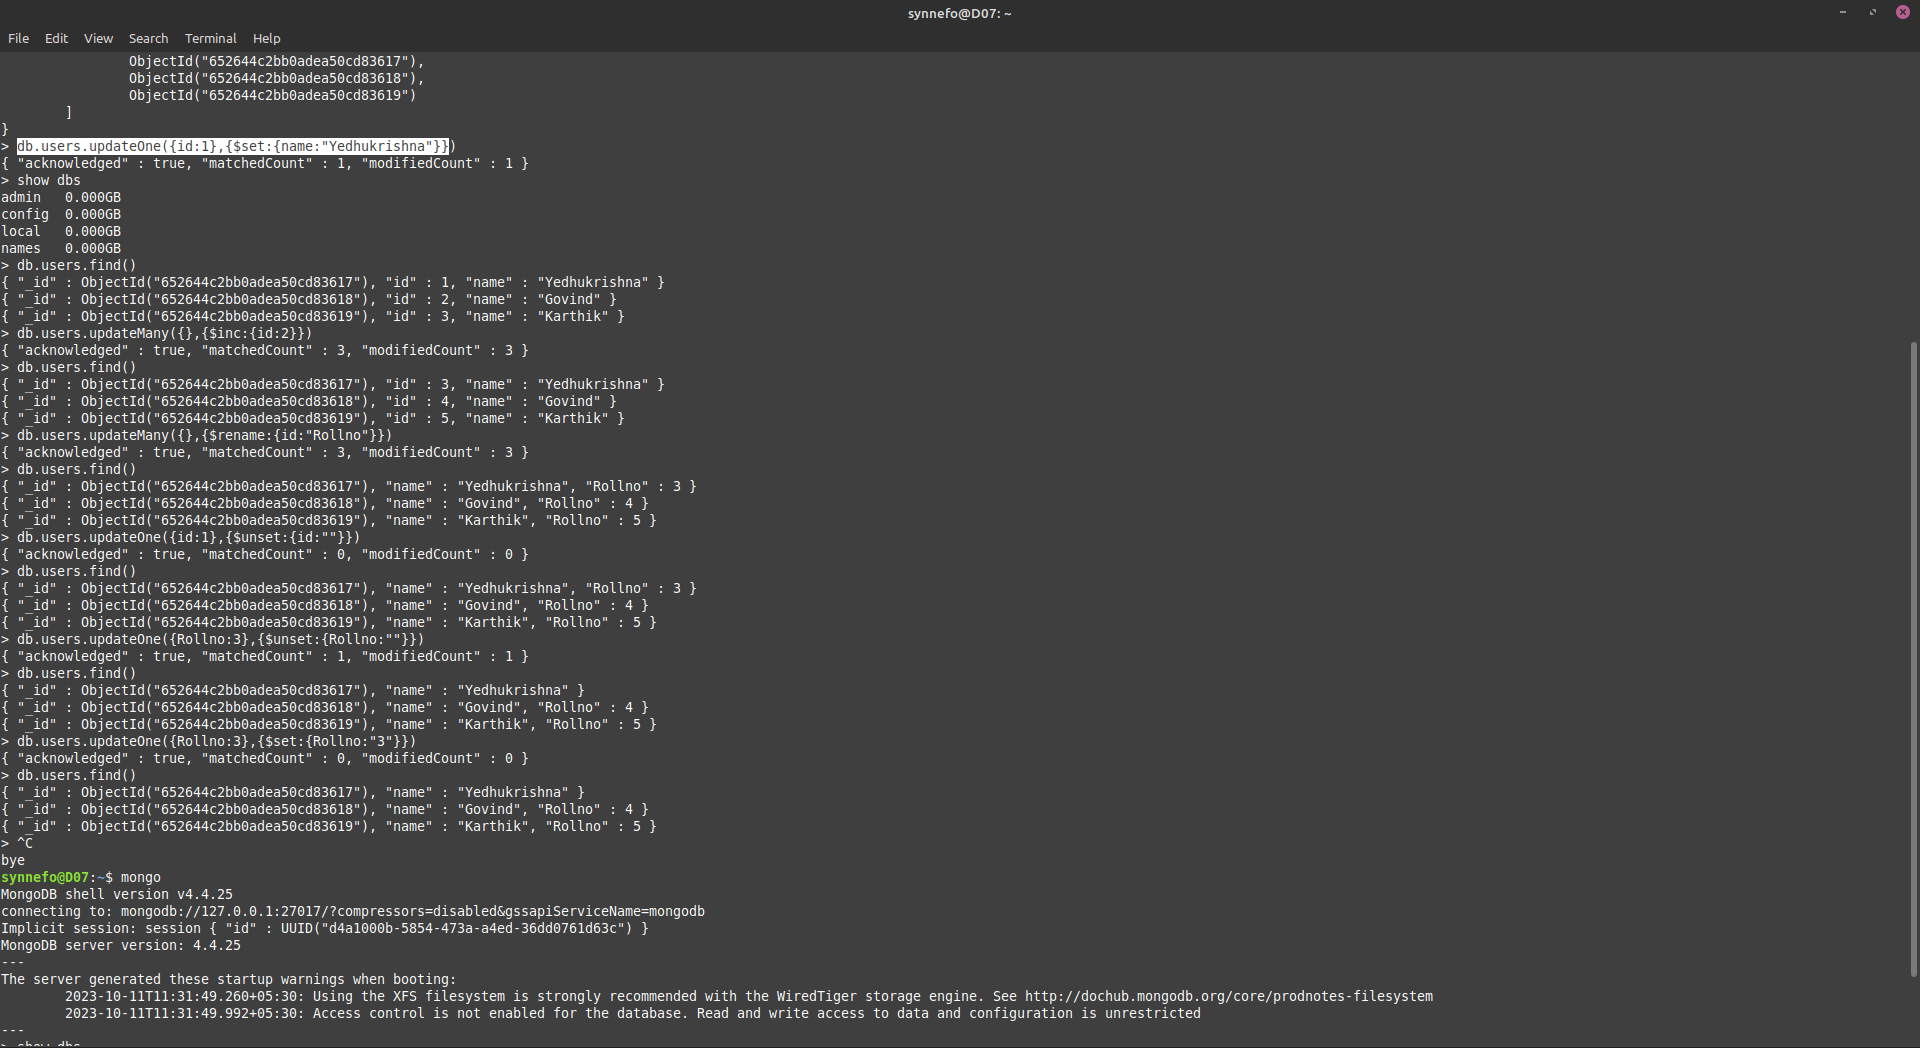 synnefo@D07: ~
File Edit View Search Terminal Help
ObjectId("652644c2bb0adea50cd83617"),
ObjectId("652644c2bb0adea50cd83618"),
ObjectId("652644c2bb0adea50cd83619")
]
}
> db.users.updateOne({id:1},{$set:{name:"Yedhukrishna"}})
{ "acknowledged" : true, "matchedCount" : 1, "modifiedCount" : 1 }
> show dbs
admin   0.000GB
config  0.000GB
local   0.000GB
names   0.000GB
> db.users.find()
{ "_id" : ObjectId("652644c2bb0adea50cd83617"), "id" : 1, "name" : "Yedhukrishna" }
{ "_id" : ObjectId("652644c2bb0adea50cd83618"), "id" : 2, "name" : "Govind" }
{ "_id" : ObjectId("652644c2bb0adea50cd83619"), "id" : 3, "name" : "Karthik" }
> db.users.updateMany({},{$inc:{id:2}})
{ "acknowledged" : true, "matchedCount" : 3, "modifiedCount" : 3 }
> db.users.find()
{ "_id" : ObjectId("652644c2bb0adea50cd83617"), "id" : 3, "name" : "Yedhukrishna" }
{ "_id" : ObjectId("652644c2bb0adea50cd83618"), "id" : 4, "name" : "Govind" }
{ "_id" : ObjectId("652644c2bb0adea50cd83619"), "id" : 5, "name" : "Karthik" }
> db.users.updateMany({},{$rename:{id:"Rollno"}})
{ "acknowledged" : true, "matchedCount" : 3, "modifiedCount" : 3 }
> db.users.find()
{ "_id" : ObjectId("652644c2bb0adea50cd83617"), "name" : "Yedhukrishna", "Rollno" : 3 }
{ "_id" : ObjectId("652644c2bb0adea50cd83618"), "name" : "Govind", "Rollno" : 4 }
{ "_id" : ObjectId("652644c2bb0adea50cd83619"), "name" : "Karthik", "Rollno" : 5 }
> db.users.updateOne({id:1},{$unset:{id:""}})
{ "acknowledged" : true, "matchedCount" : 0, "modifiedCount" : 0 }
> db.users.find()
{ "_id" : ObjectId("652644c2bb0adea50cd83617"), "name" : "Yedhukrishna", "Rollno" : 3 }
{ "_id" : ObjectId("652644c2bb0adea50cd83618"), "name" : "Govind", "Rollno" : 4 }
{ "_id" : ObjectId("652644c2bb0adea50cd83619"), "name" : "Karthik", "Rollno" : 5 }
> db.users.updateOne({Rollno:3},{$unset:{Rollno:""}})
{ "acknowledged" : true, "matchedCount" : 1, "modifiedCount" : 1 }
> db.users.find()
{ "_id" : ObjectId("652644c2bb0adea50cd83617"), "name" : "Yedhukrishna" }
{ "_id" : ObjectId("652644c2bb0adea50cd83618"), "name" : "Govind", "Rollno" : 4 }
{ "_id" : ObjectId("652644c2bb0adea50cd83619"), "name" : "Karthik", "Rollno" : 5 }
> db.users.updateOne({Rollno:3},{$set:{Rollno:"3"}})
{ "acknowledged" : true, "matchedCount" : 0, "modifiedCount" : 0 }
> db.users.find()
{ "_id" : ObjectId("652644c2bb0adea50cd83617"), "name" : "Yedhukrishna" }
{ "_id" : ObjectId("652644c2bb0adea50cd83618"), "name" : "Govind", "Rollno" : 4 }
{ "_id" : ObjectId("652644c2bb0adea50cd83619"), "name" : "Karthik", "Rollno" : 5 }
> ^C
bye
synnefo@D07:~$ mongo
MongoDB shell version v4.4.25
connecting to: mongodb://127.0.0.1:27017/?compressors=disabled&gssapiServiceName=mongodb
Implicit session: session { "id" : UUID("d4a1000b-5854-473a-a4ed-36dd0761d63c") }
MongoDB server version: 4.4.25
---
The server generated these startup warnings when booting:
2023-10-11T11:31:49.260+05:30: Using the XFS filesystem is strongly recommended with the WiredTiger storage engine. See http://dochub.mongodb.org/core/prodnotes-filesystem
2023-10-11T11:31:49.992+05:30: Access control is not enabled for the database. Read and write access to data and configuration is unrestricted
---
> show dbs